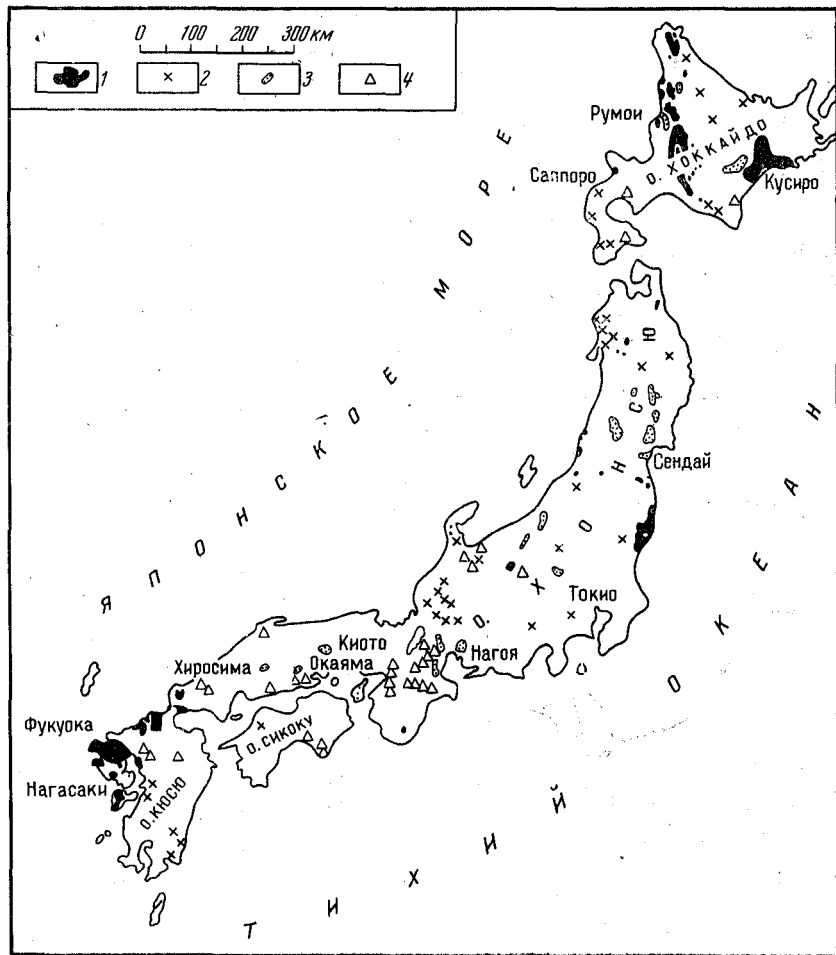 0 100 300 км
1 2 3 4
Румои
о. ХОККАЙДО
Саппоро
Кусиро
ЯПОНСКОЕ МОРЕ
О. ХОНСЮ
Сендай
Токио
Киото
Нагоя
Хиросима
Окаяма
Фукуока
о. СИКОКУ
Нагасаки
о. КЮСЮ
ТИХИЙ ОКЕАН